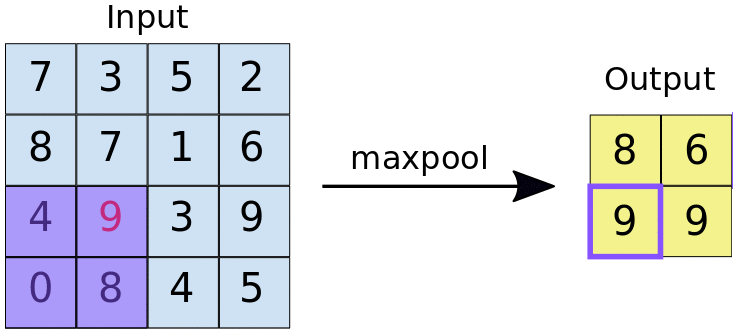 Input
7 3 5 2
8 7 1 6
4 9 3 9
0 8 4 5
maxpool
Output
8 6
9 9